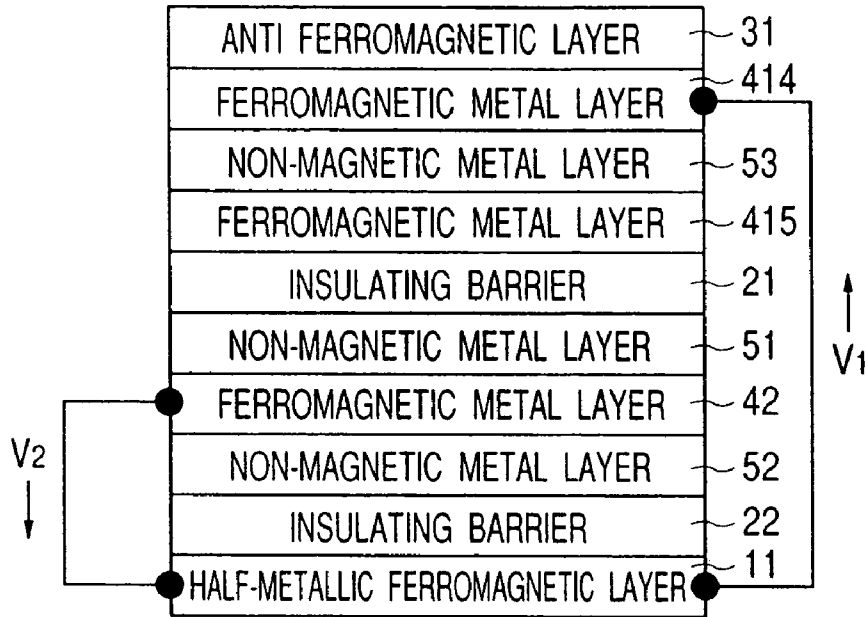 ANTI FERROMAGNETIC LAYER 31
414
FERROMAGNETIC METAL LAYER
NON-MAGNETIC METAL LAYER 53
FERROMAGNETIC METAL LAYER 415
INSULATING BARRIER 21
NON-MAGNETIC METAL LAYER 51
V1
FERROMAGNETIC METAL LAYER 42
V2
NON-MAGNETIC METAL LAYER 52
INSULATING BARRIER 22
11
HALF-METALLIC FERROMAGNETIC LAYER